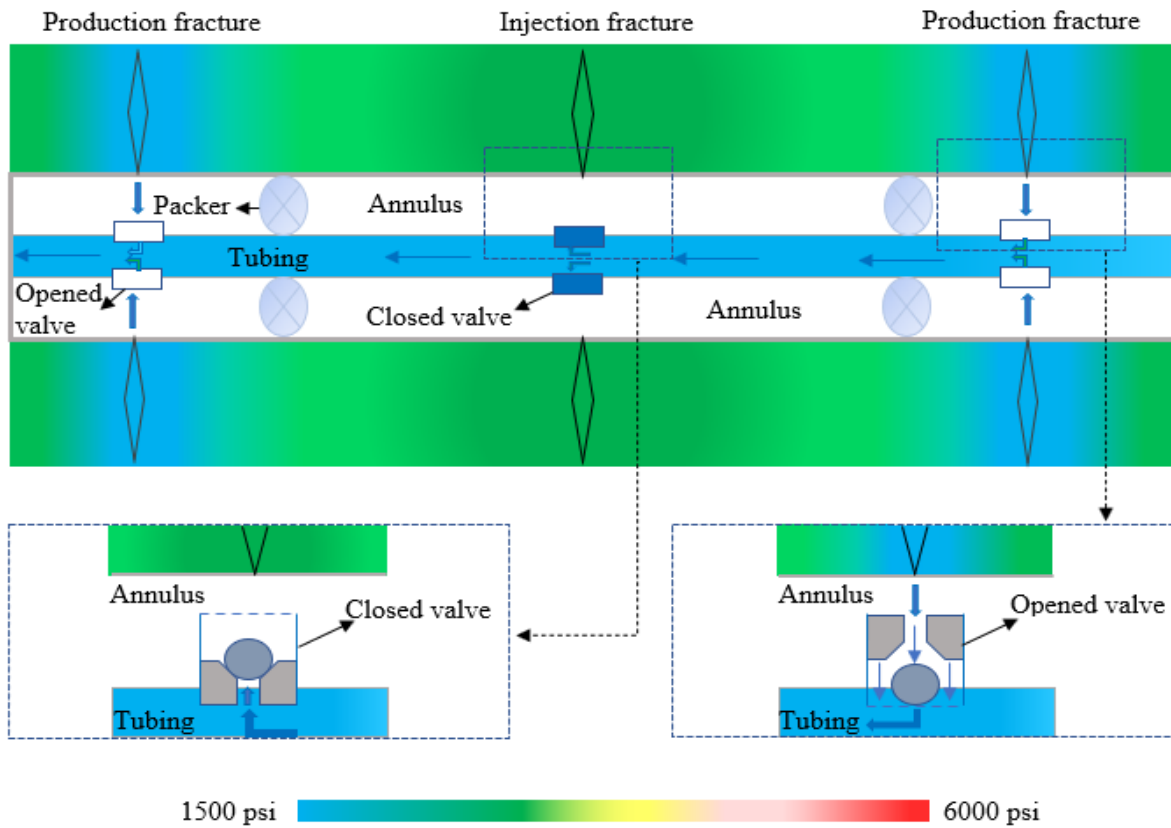 Production fracture
Injection fracture
Production fracture
Packer
Annulus
Tubing
Opened
valve
Closed valve
Annulus
Annulus
Closed valve
Tubing
Annulus
Opened valve
Tubing
1500 psi
6000 psi